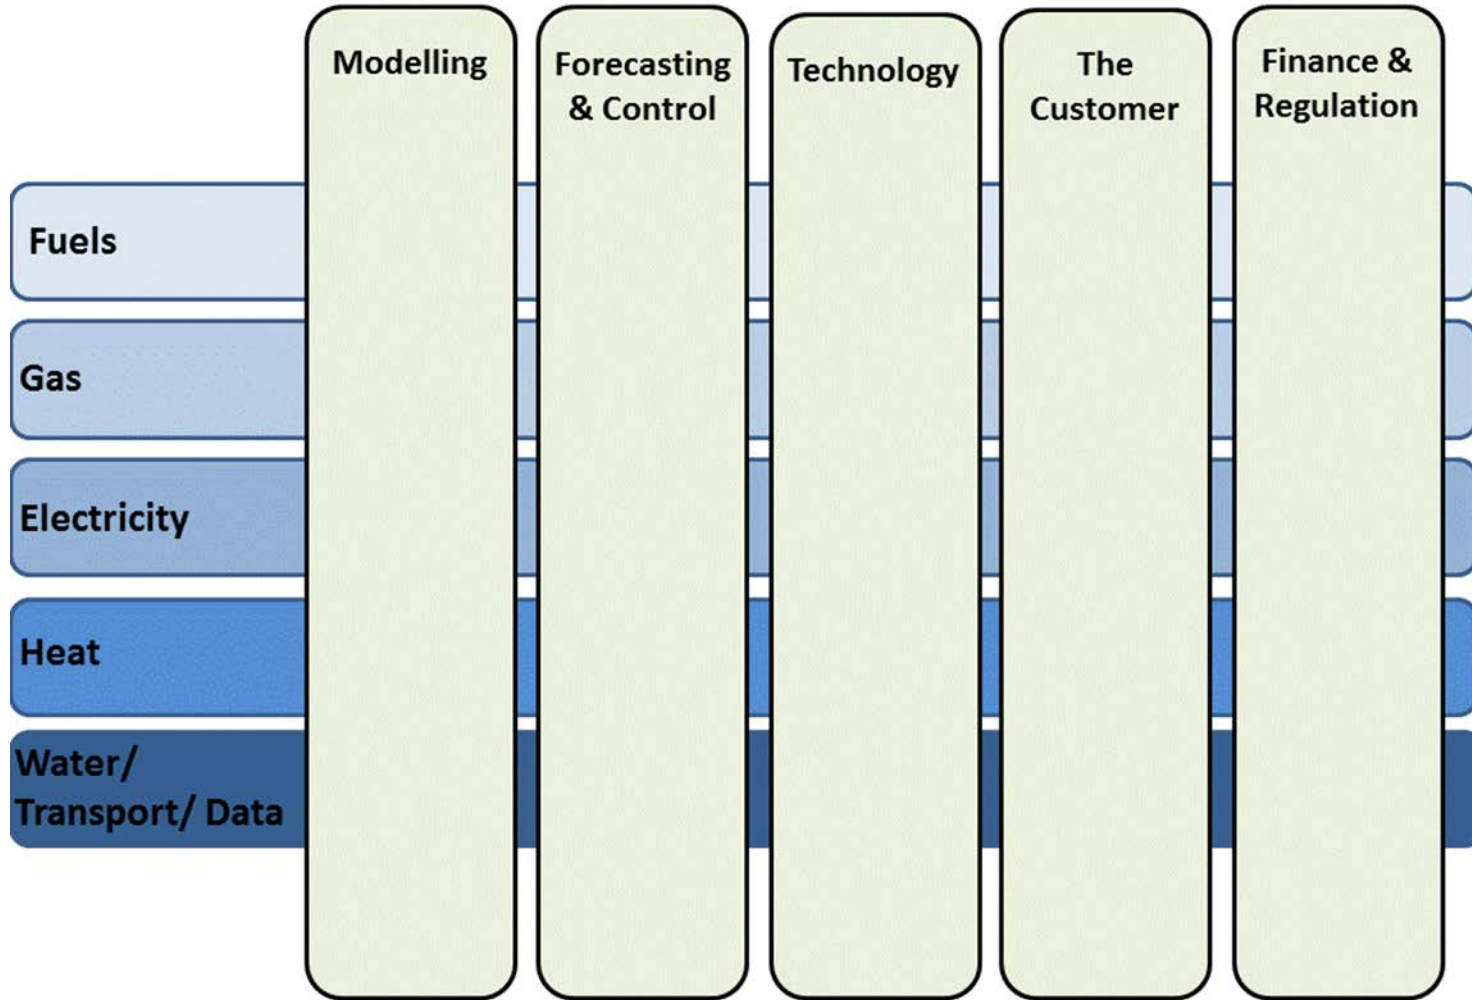 Modelling
Forecasting
& Control
Technology
The
Customer
Finance &
Regulation
Fuels
Gas
Electricity
Heat
Water/
Transport/ Data